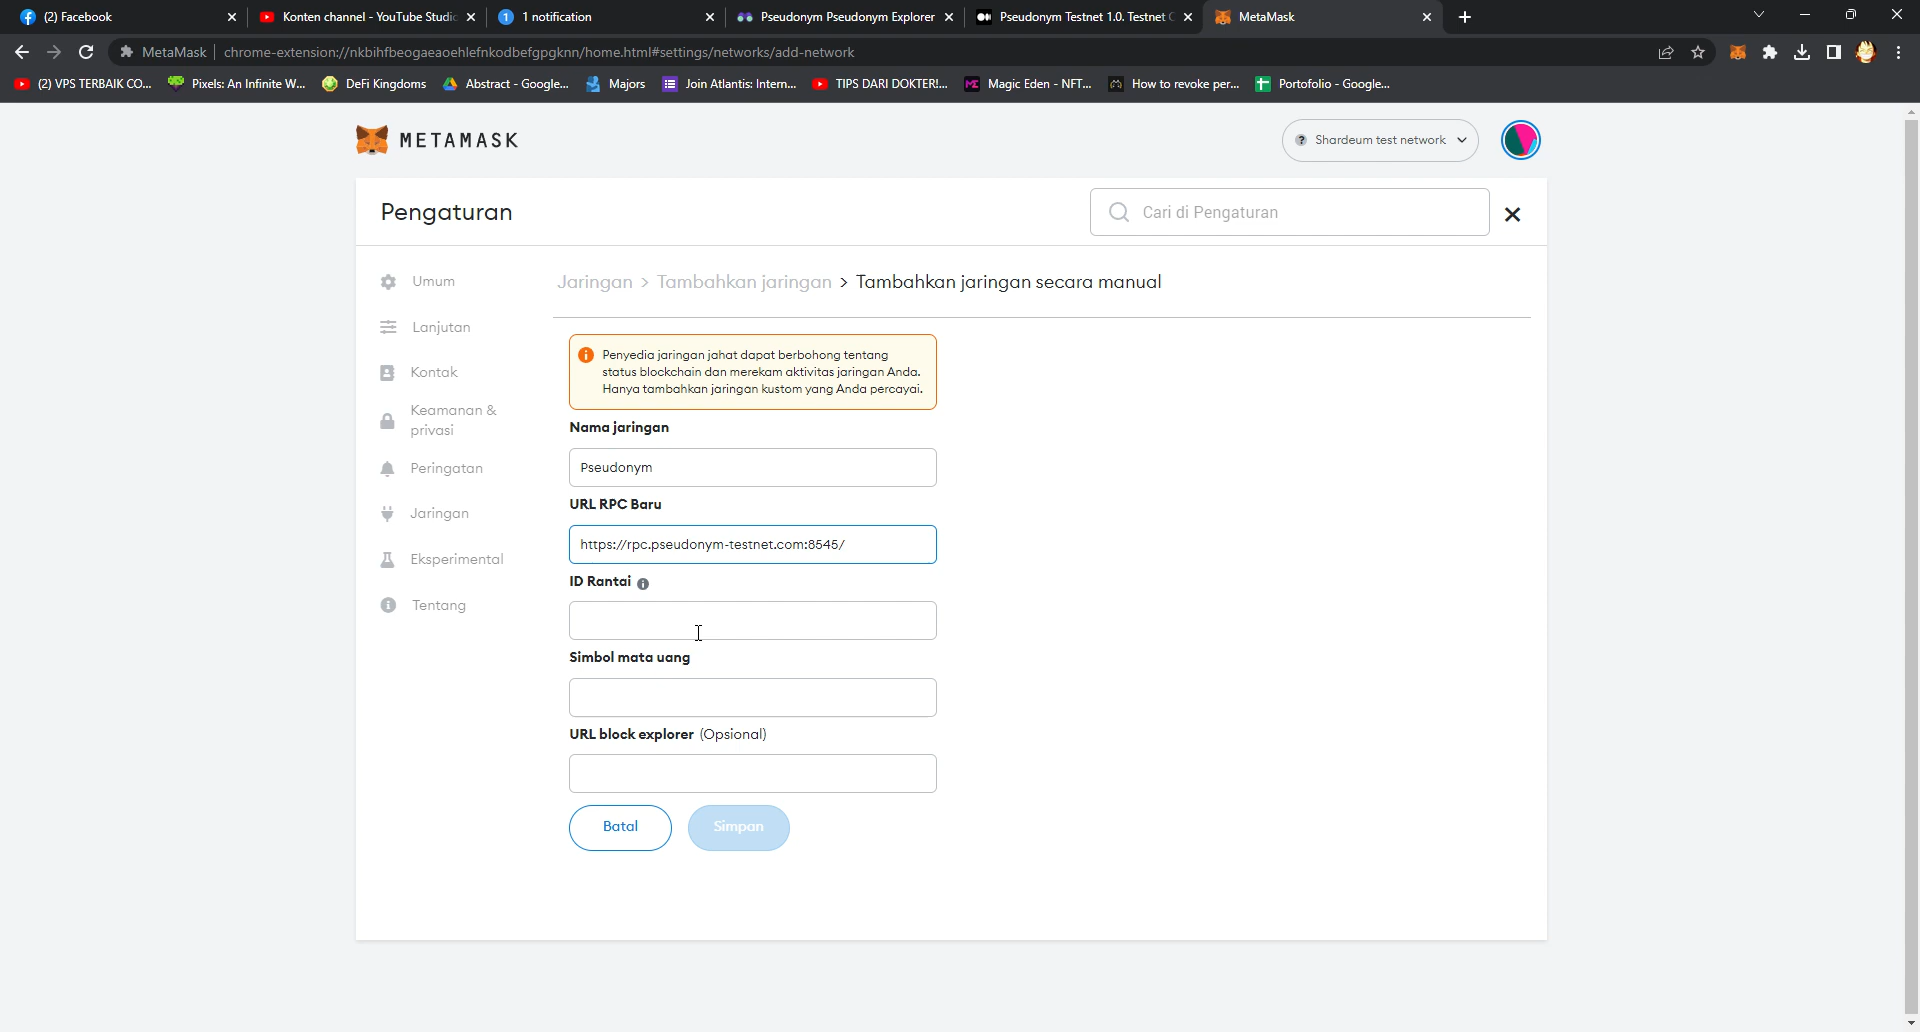 (2) Facebook
Konten channel - YouTube Studio
1 notification
Pseudonym Pseudonym Explorer
Pseudonym Testnet 1.0. Testnet
MetaMask
MetaMask
chrome-extension://nkbihfbeogaeaoehlefnkodbefgpgknn/home.html#settings/networks/add-network
(2) VPS TERBAIK CO...
Pixels: An Infinite W...
DeFi Kingdoms
Abstract - Google...
Majors
Join Atlantis: Intern...
TIPS DARI DOKTER!...
Magic Eden - NFT...
How to revoke per...
Portofolio - Google...
METAMASK
Shardeum test network
Pengaturan
Cari di Pengaturan
Umum
Lanjutan
Kontak
Keamanan &
privasi
Peringatan
Jaringan
Eksperimental
Tentang
Jaringan > Tambahkan jaringan > Tambahkan jaringan secara manual
Penyedia jaringan jahat dapat berbohong tentang
status blockchain dan merekam aktivitas jaringan Anda.
Hanya tambahkan jaringan kustom yang Anda percayai.
Nama jaringan
Pseudonym
URL RPC Baru
https://rpc.pseudonym-testnet.com:8545/
ID Rantai
Simbol mata uang
URL block explorer (Opsional)
Batal
Simpan